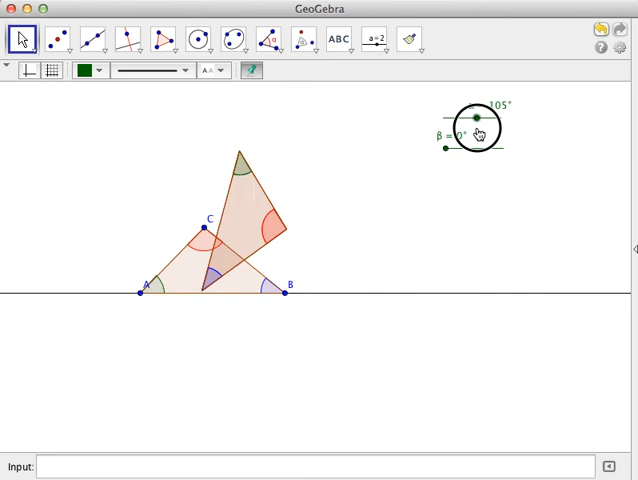 GeoGebra
ABC
a=2
A A
α = 105°
β = 0°
C
A
B
Input: